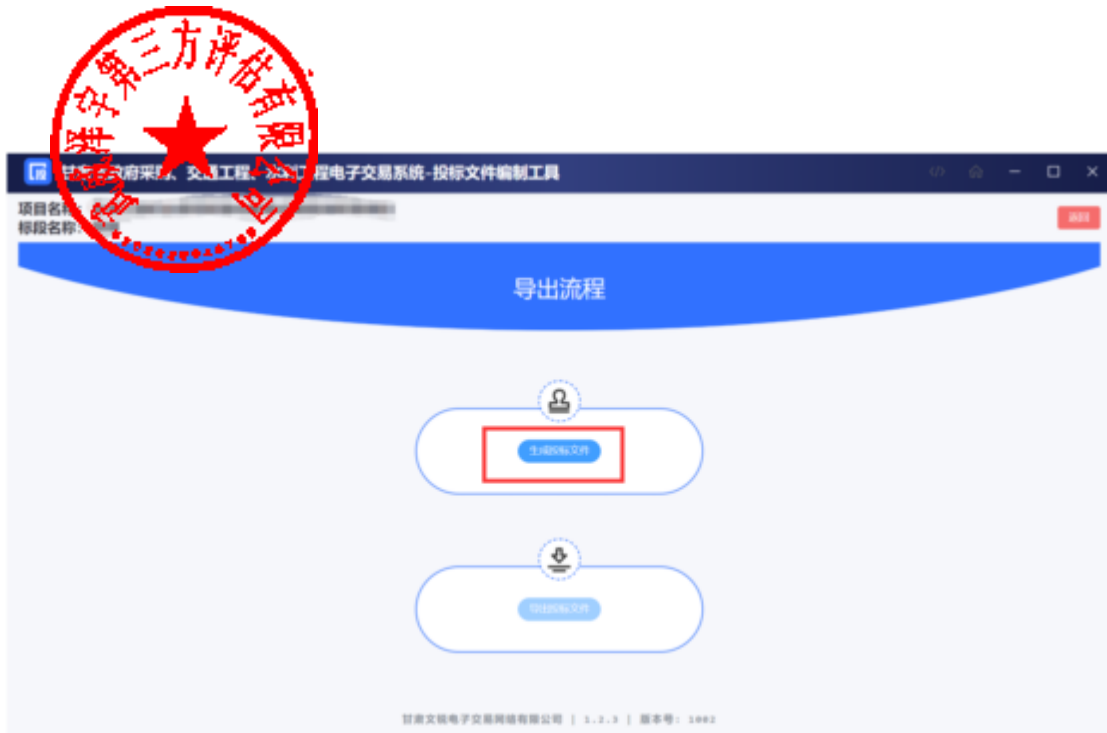 祥宇第三方评估有限公司
投 甘肃省政府采购、交通工程、水利工程电子交易系统-投标文件编制工具
项目名称：
标段名称：
返回
导出流程
生成投标文件
导出投标文件
甘肃文锐电子交易网络有限公司 | 1.2.3 | 版本号: 1002